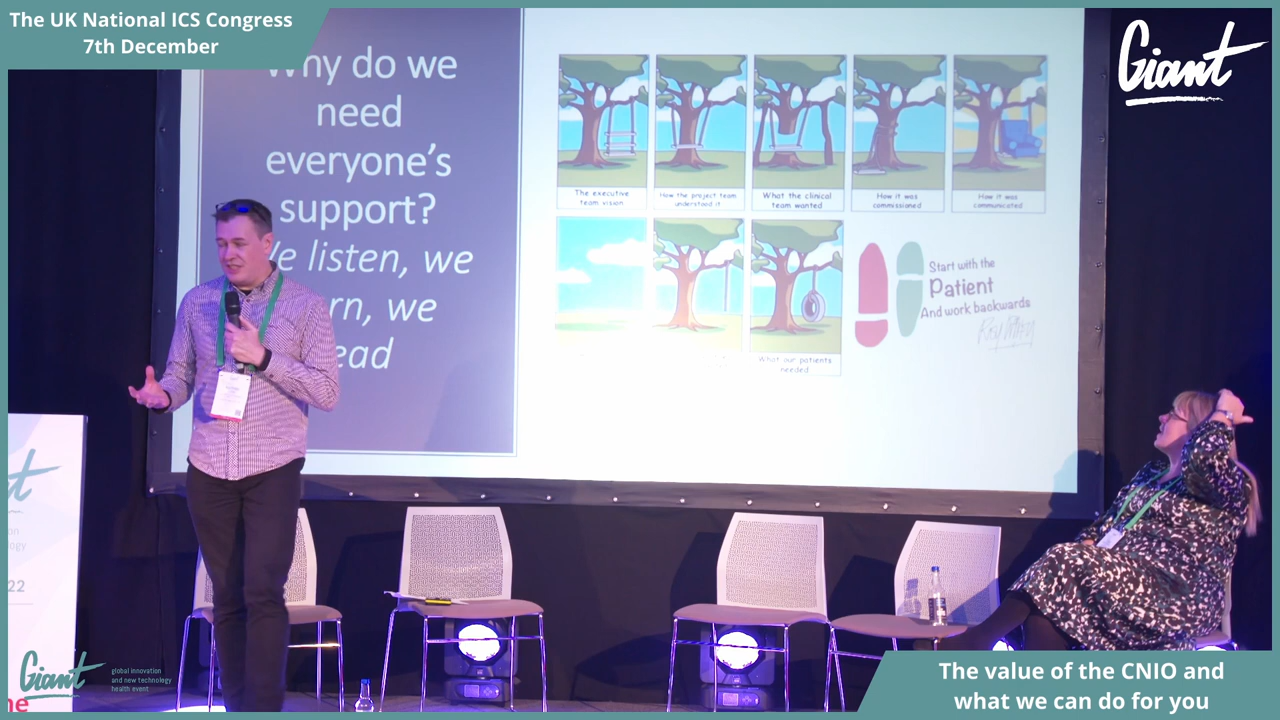 The UK National ICS Congress
7th December
Giant
Why do we
need
everyone's
support?
We listen, we
we
The executive
team vision
How the project team
understood it
What the clinical
team wanted
How it was
commissioned
How it was
communicated
What our patients
needed
Start with the
Patient
And work backwards
22
Giant
global innovation
and new technology
health event
The value of the CNIO and
what we can do for you